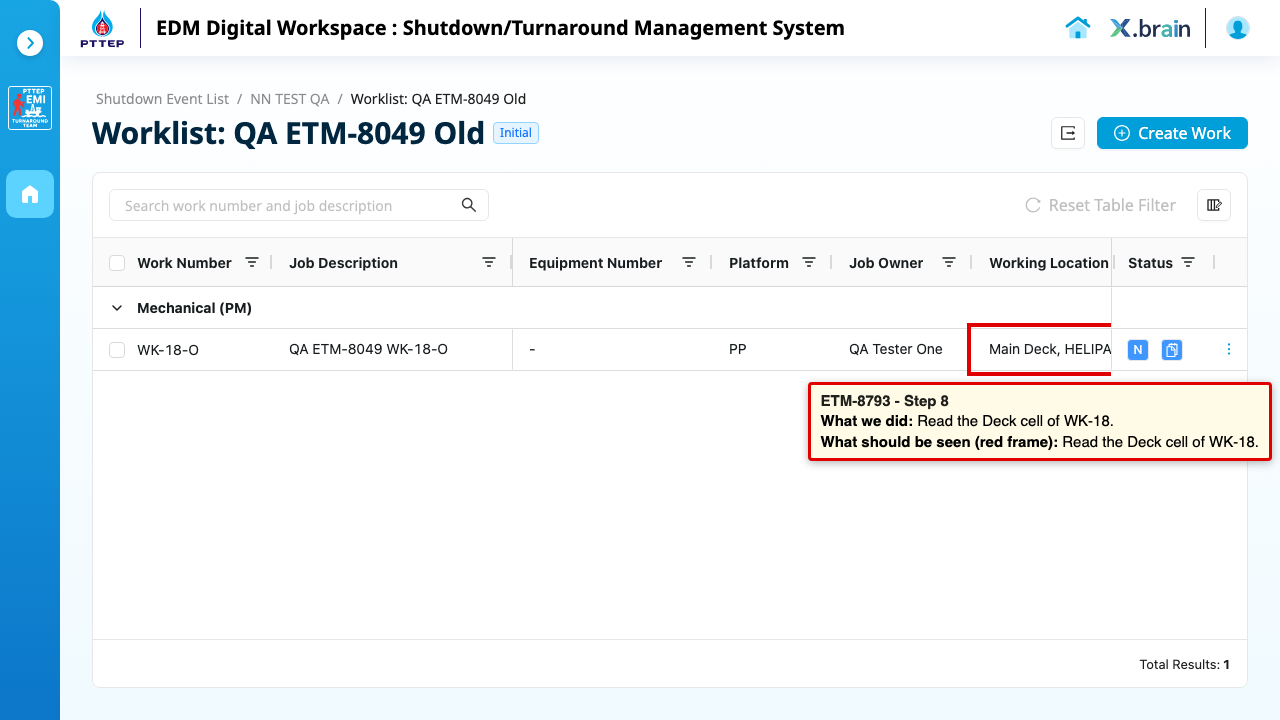 PTTEP
EDM Digital Workspace : Shutdown/Turnaround Management System
X.brain
PTTEP
EMI
TURNAROUND
TEAM
Shutdown Event List / NN TEST QA / Worklist: QA ETM-8049 Old
Worklist: QA ETM-8049 Old Initial
Create Work
Search work number and job description
Reset Table Filter
Work Number Job Description Equipment Number Platform Job Owner Working Location Status
Mechanical (PM)
WK-18-O QA ETM-8049 WK-18-O - PP QA Tester One Main Deck, HELIPA N
ETM-8793 - Step 8
What we did: Read the Deck cell of WK-18.
What should be seen (red frame): Read the Deck cell of WK-18.
Total Results: 1